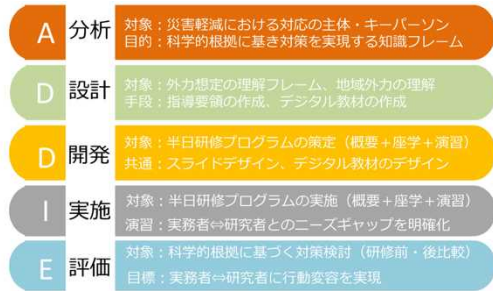 A 分析 対象：災害軽減における対応の主体・キーパーソン
目的：科学的根拠に基き対策を実現する知識フレーム
D 設計 対象：外力想定の理解フレーム、地域外力の理解
手段：指導要領の作成、デジタル教材の作成
D 開発 対象：半日研修プログラムの策定（概要＋座学＋演習）
共通：スライドデザイン、デジタル教材のデザイン
I 実施 対象：半日研修プログラムの実施（概要＋座学＋演習）
演習：実務者⇔研究者とのニーズギャップを明確化
E 評価 対象：科学的根拠に基づく対策検討（研修前・後比較）
目標：実務者⇔研究者に行動変容を実現